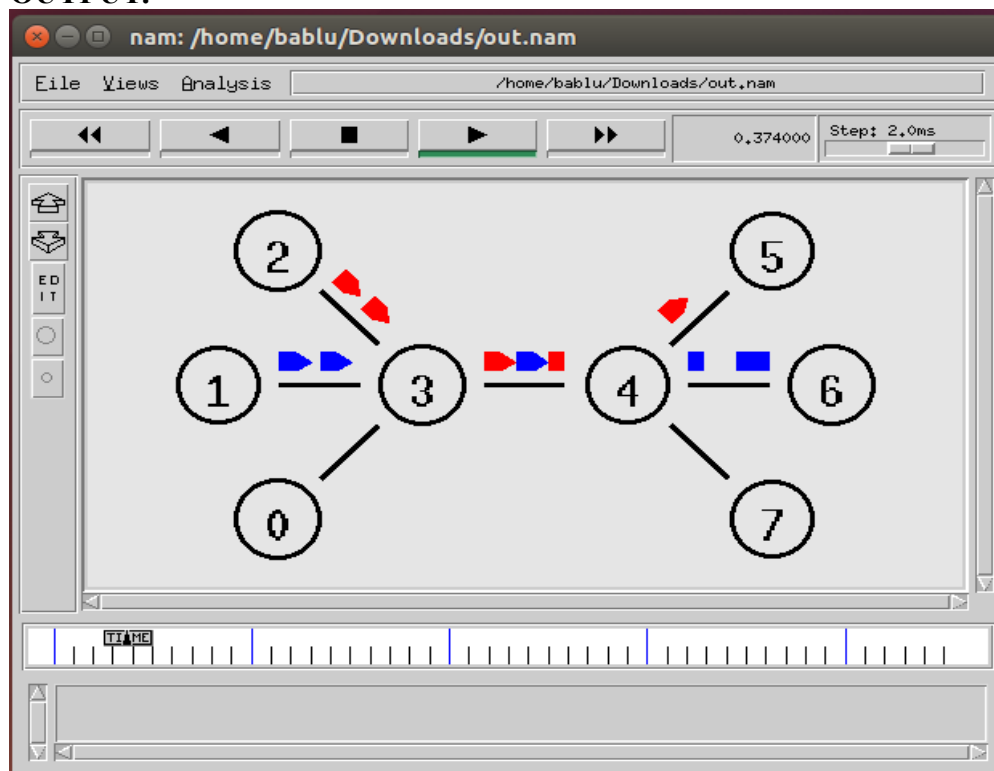 OUTPUT:
nam: /home/bablu/Downloads/out.nam
File Views Analysis /home/bablu/Downloads/out.nam
0.374000 Step: 2.0ms
ED
IT
2 5
1 3 4 6
0 7
TIME